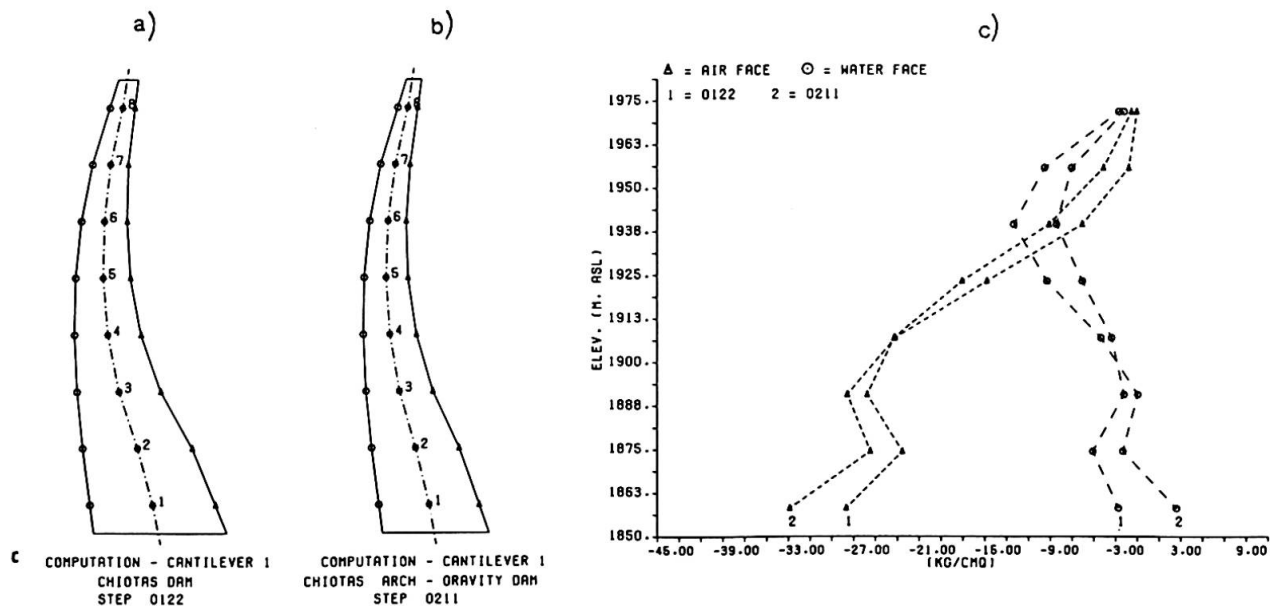 a)
8
7
6
5
4
3
2
1
C COMPUTATION - CANTILEVER 1
CHIOTAS DAM
STEP 0122
b)
8
7
6
5
4
3
2
1
COMPUTATION - CANTILEVER 1
CHIOTAS ARCH - GRAVITY DAM
STEP 0211
c)
= AIR FACE = WATER FACE
1 = 0122 2 = 0211
ELEV. (M. ASL)
1975.
1963.
1950.
1938.
1925.
1913.
1900.
1888.
1875.
1863.
1850.
2 1 1 2
-45.00 -39.00 -33.00 -27.00 -21.00 -15.00 -9.00 -3.00 3.00 9.00
(KG/CMQ)